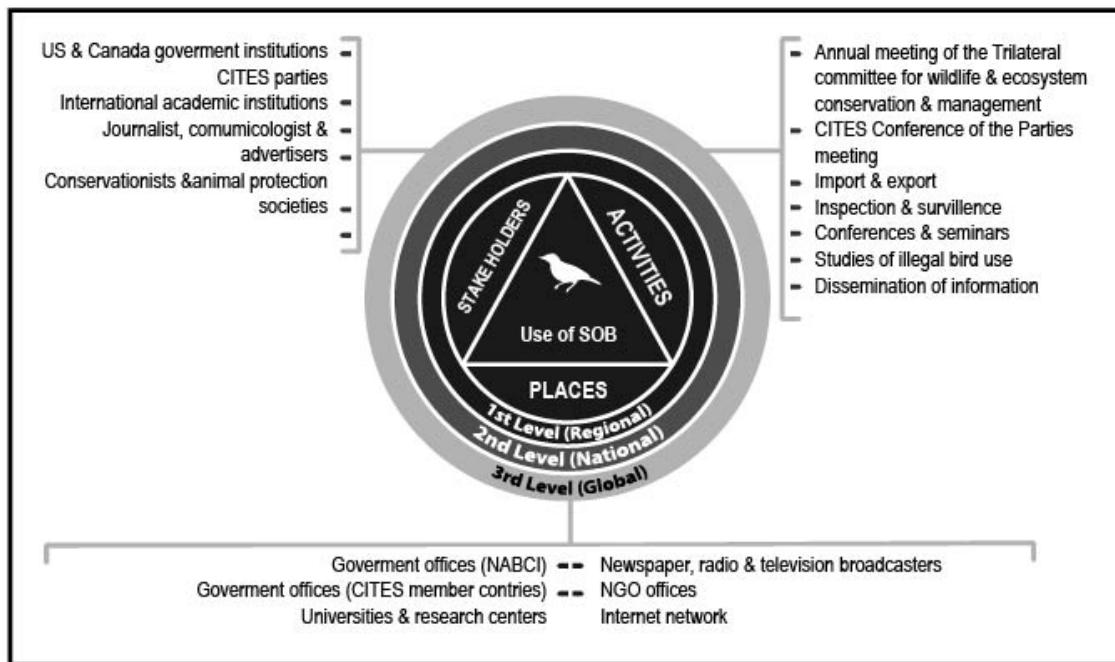 US & Canada goverment institutions
CITES parties
International academic institutions
Journalist, comumicologist &
advertisers
Conservationists &animal protection
societies
Annual meeting of the Trilateral
committee for wildlife & ecosystem
conservation & management
CITES Conference of the Parties
meeting
Import & export
Inspection & survillence
Conferences & seminars
Studies of illegal bird use
Dissemination of information
STAKE HOLDERS
ACTIVITIES
Use of SOB
PLACES
1st Level (Regional)
2nd Level (National)
3rd Level (Global)
Goverment offices (NABCI)
Goverment offices (CITES member contries)
Universities & research centers
Newspaper, radio & television broadcasters
NGO offices
Internet network